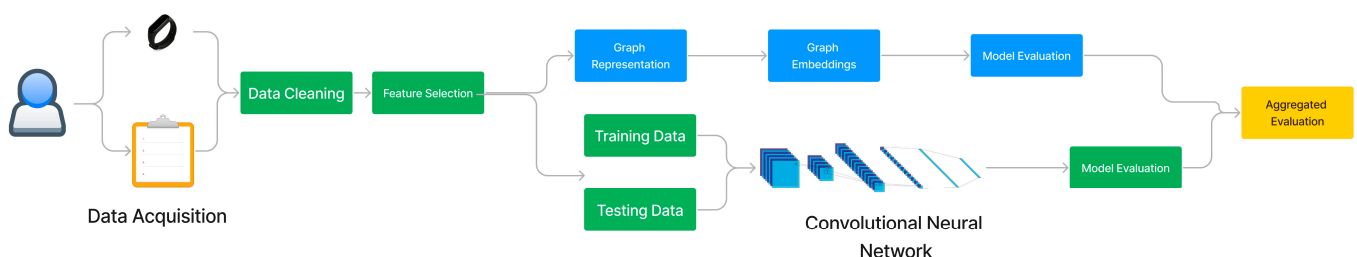 Data Acquisition
Data Cleaning
Feature Selection
Graph
Representation
Graph
Embeddings
Model Evaluation
Training Data
Testing Data
Convolutional Neural
Network
Model Evaluation
Aggregated
Evaluation